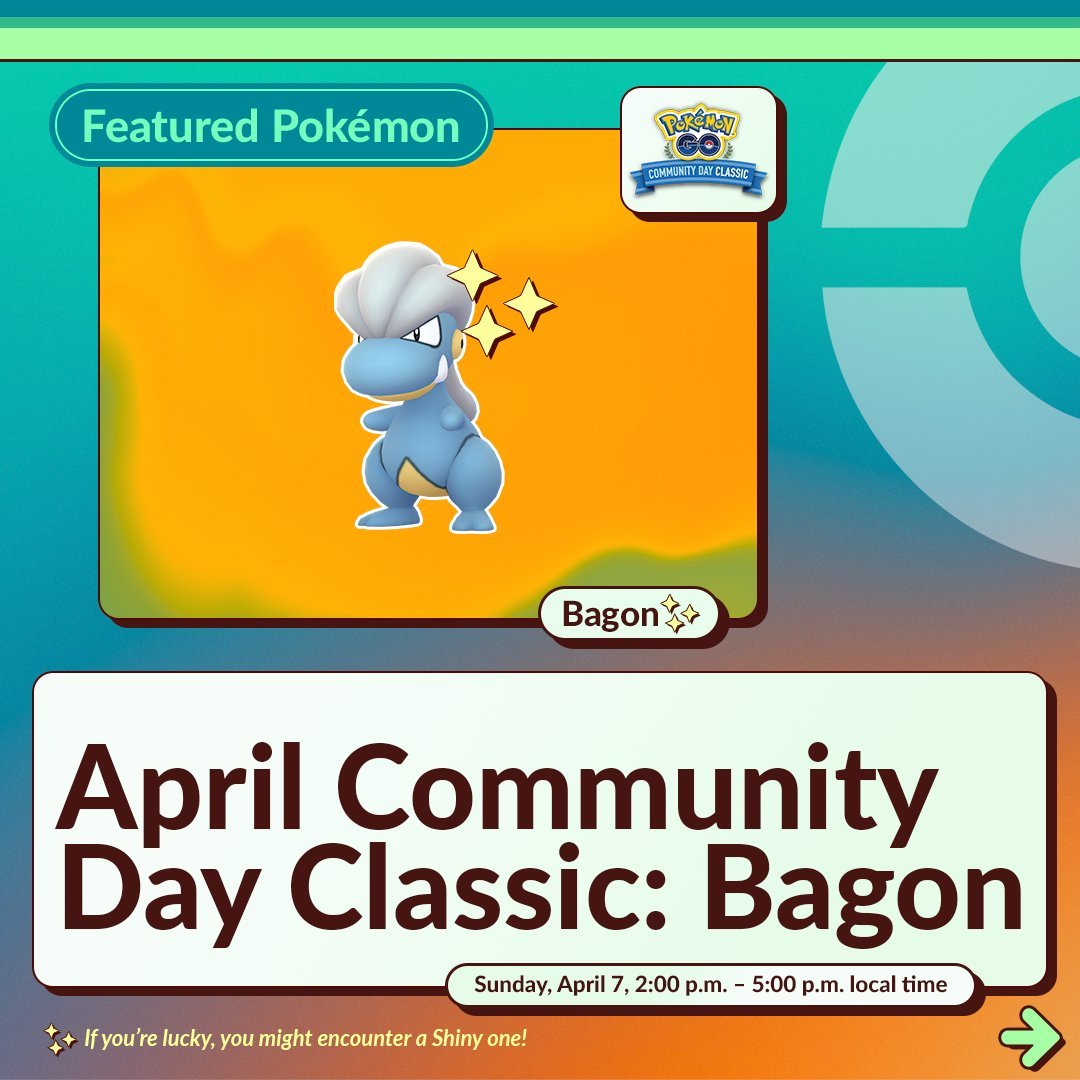 Featured Pokémon
POKÉMON
GO
COMMUNITY DAY CLASSIC
Bagon
April Community
Day Classic: Bagon
Sunday, April 7, 2:00 p.m. – 5:00 p.m. local time
If you're lucky, you might encounter a Shiny one!